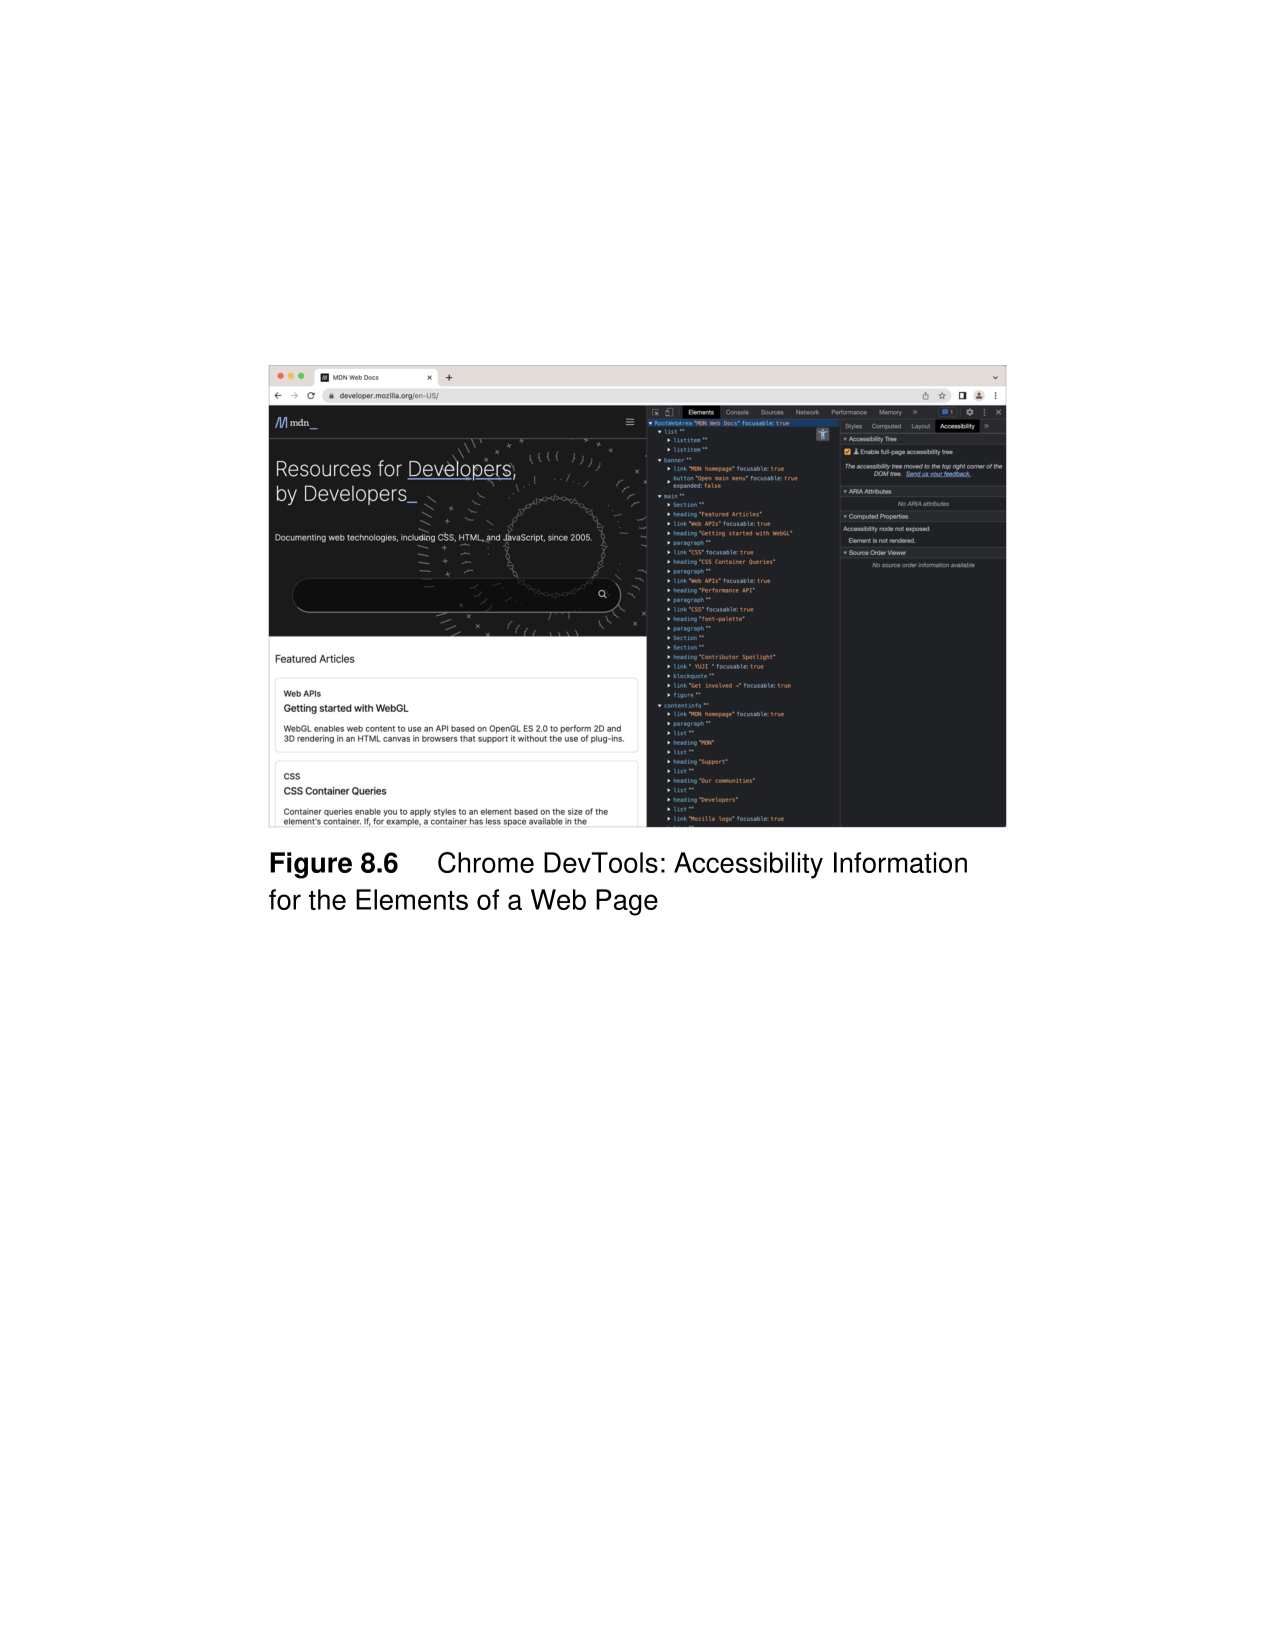 MDN Web Docs
developer.mozilla.org/en-US/
mdn_
Resources for Developers,
by Developers_
Documenting web technologies, including CSS, HTML, and JavaScript, since 2005.
Featured Articles
Web APIs
Getting started with WebGL
WebGL enables web content to use an API based on OpenGL ES 2.0 to perform 2D and
3D rendering in an HTML canvas in browsers that support it without the use of plug-ins.
CSS
CSS Container Queries
Container queries enable you to apply styles to an element based on the size of the
element's container. If, for example, a container has less space available in the
Elements Console Sources Network Performance Memory » 1
RootWebArea "MDN Web Docs" focusable: true
list ""
listitem ""
listitem ""
banner ""
link "MDN homepage" focusable: true
button "Open main menu" focusable: true
expanded: false
main ""
Section ""
heading "Featured Articles"
link "Web APIs" focusable: true
heading "Getting started with WebGL"
paragraph ""
link "CSS" focusable: true
heading "CSS Container Queries"
paragraph ""
link "Web APIs" focusable: true
heading "Performance API"
paragraph ""
link "CSS" focusable: true
heading "font-palette"
paragraph ""
Section ""
Section ""
heading "Contributor Spotlight"
link " YUJI " focusable: true
blockquote ""
link "Get involved →" focusable: true
figure ""
contentinfo ""
link "MDN homepage" focusable: true
paragraph ""
list ""
heading "MDN"
list ""
heading "Support"
list ""
heading "Our communities"
list ""
heading "Developers"
list ""
link "Mozilla logo" focusable: true
Styles Computed Layout Accessibility »
Accessibility Tree
Enable full-page accessibility tree
The accessibility tree moved to the top right corner of the
DOM tree. Send us your feedback.
ARIA Attributes
No ARIA attributes
Computed Properties
Accessibility node not exposed
Element is not rendered.
Source Order Viewer
No source order information available
Figure 8.6 Chrome DevTools: Accessibility Information
for the Elements of a Web Page